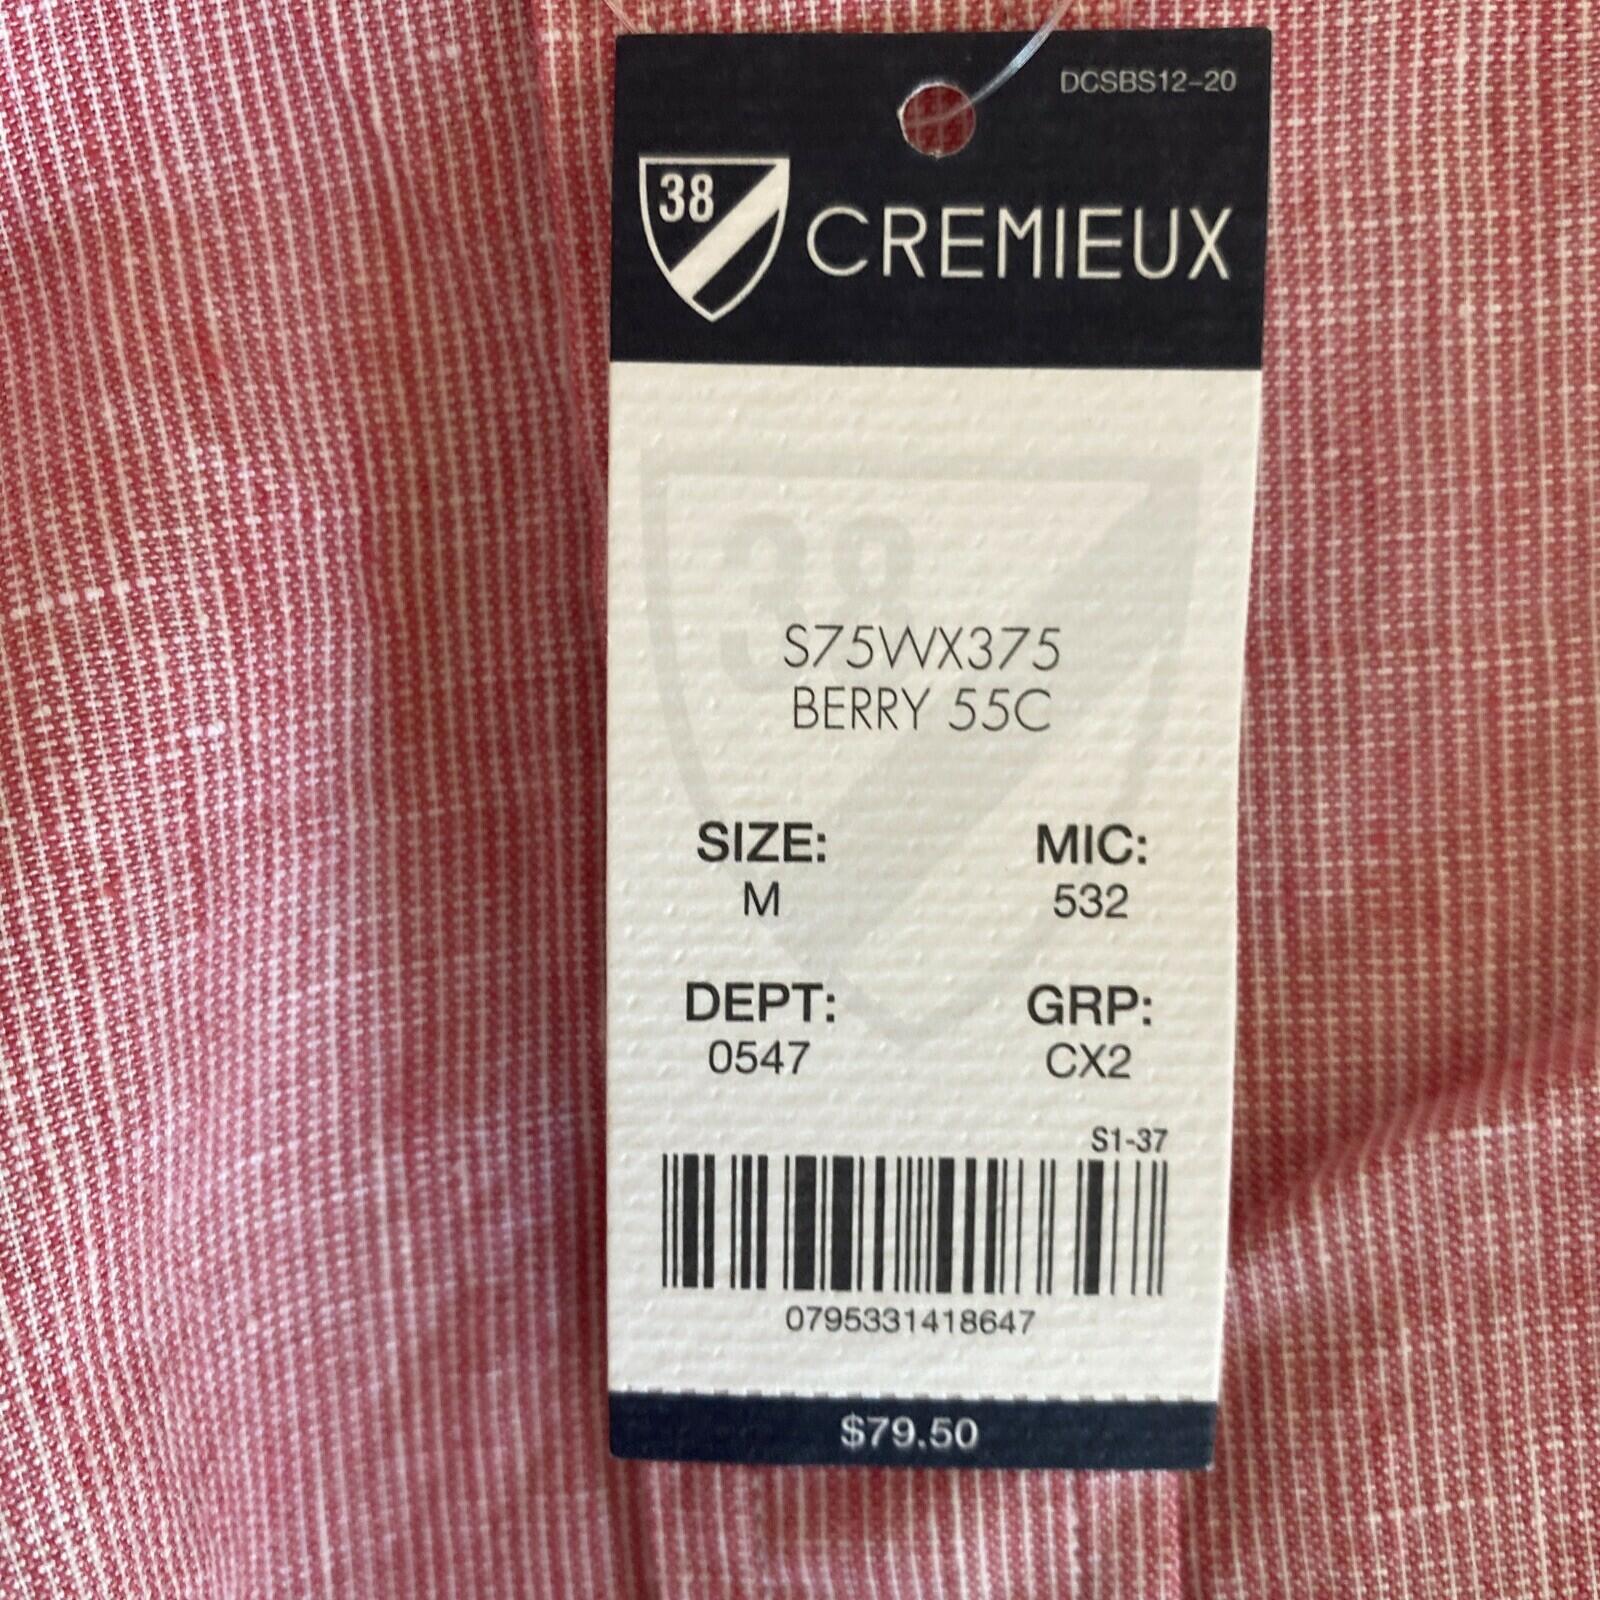 DCSBS12-20
38 CREMIEUX
38
S75WX375
BERRY 55C
SIZE: MIC:
M 532
DEPT: GRP:
0547 CX2
S1-37
0795331418647
$79.50